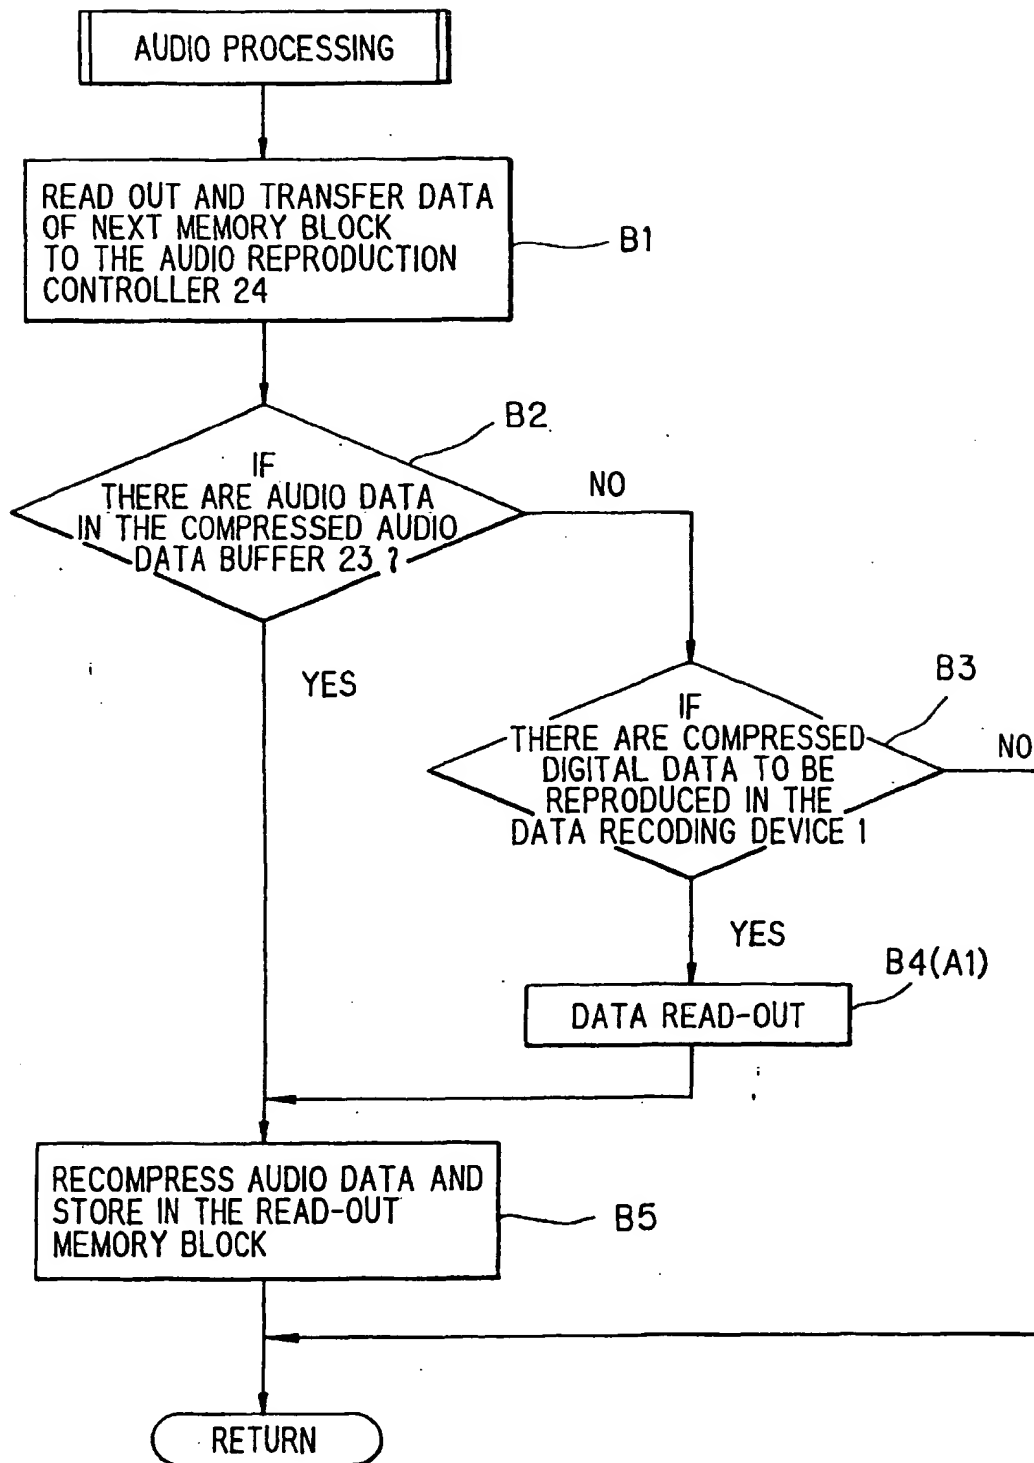 AUDIO PROCESSING
READ OUT AND TRANSFER DATA
OF NEXT MEMORY BLOCK
TO THE AUDIO REPRODUCTION
CONTROLLER 24
B1
B2
IF
THERE ARE AUDIO DATA
IN THE COMPRESSED AUDIO
DATA BUFFER 23 ?
NO
YES
B3
IF
THERE ARE COMPRESSED
DIGITAL DATA TO BE
REPRODUCED IN THE
DATA RECODING DEVICE 1
NO
YES
B4(A1)
DATA READ-OUT
RECOMPRESS AUDIO DATA AND
STORE IN THE READ-OUT
MEMORY BLOCK
B5
RETURN